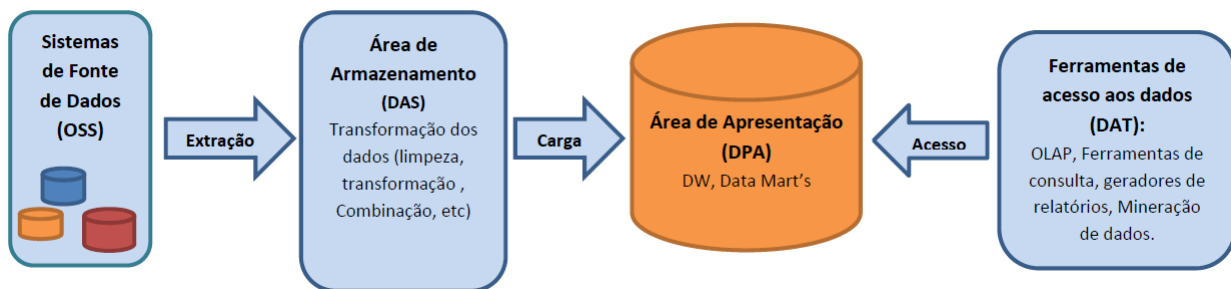 Sistemas
de Fonte
de Dados
(OSS)
Extração
Área de
Armazenamento
(DAS)
Transformação dos
dados (limpeza,
transformação ,
Combinação, etc)
Carga
Área de Apresentação
(DPA)
DW, Data Mart's
Acesso
Ferramentas de
acesso aos dados
(DAT):
OLAP, Ferramentas de
consulta, geradores de
relatórios, Mineração
de dados.